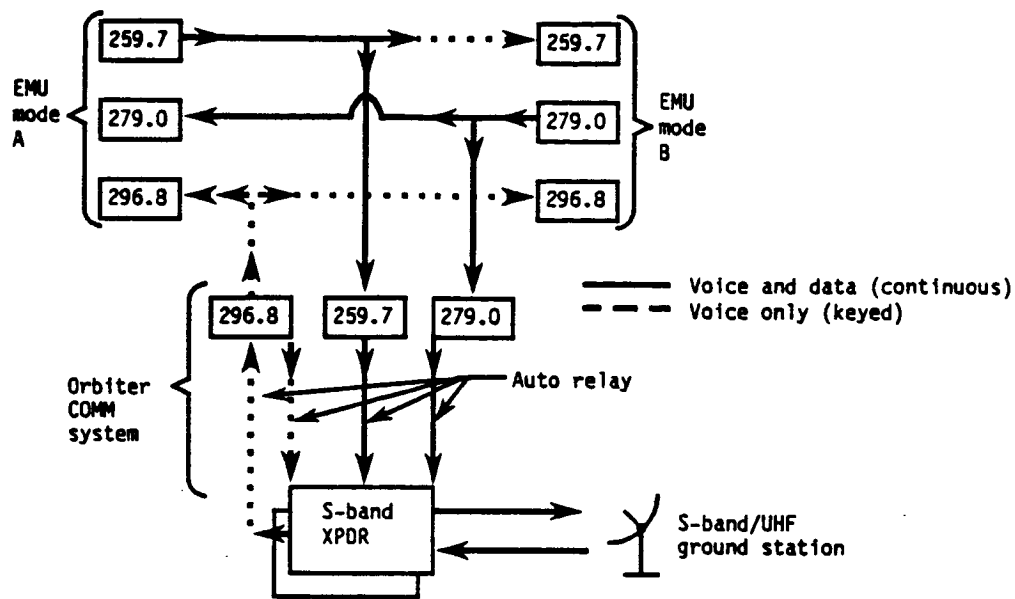 259.7
259.7
EMU
mode
A
279.0
279.0
EMU
mode
B
296.8
296.8
Voice and data (continuous)
Voice only (keyed)
296.8
259.7
279.0
Orbiter
COMM
system
Auto relay
S-band
XPDR
S-band/UHF
ground station